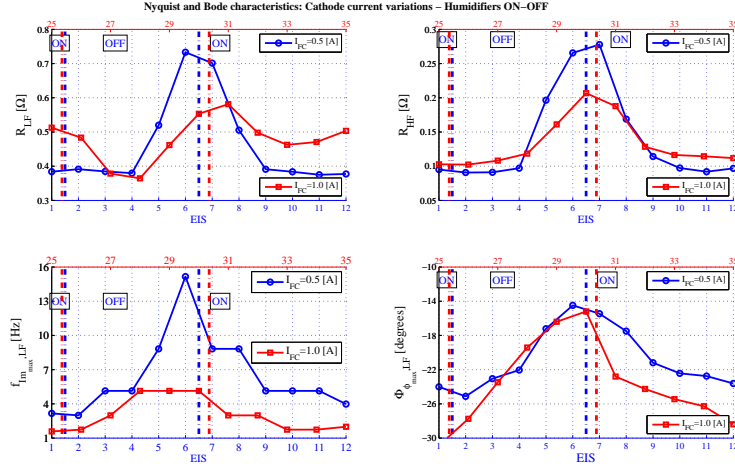 Nyquist and Bode characteristics: Cathode current variations − Humidifiers ON−OFF
25 27 29 31 33 35
0.8 0.7 0.6 0.5 0.4 0.3
R_LF [Ω]
ON OFF ON
I_FC=0.5 [A]
I_FC=1.0 [A]
1 2 3 4 5 6 7 8 9 10 11 12
EIS
25 27 29 31 33 35
0.3 0.25 0.2 0.15 0.1 0.05
R_HF [Ω]
ON OFF ON
I_FC=0.5 [A]
I_FC=1.0 [A]
1 2 3 4 5 6 7 8 9 10 11 12
EIS
25 27 29 31 33 35
16 13 10 7 4 1
f_Im_max,LF [Hz]
ON OFF ON
I_FC=0.5 [A]
I_FC=1.0 [A]
1 2 3 4 5 6 7 8 9 10 11 12
EIS
25 27 29 31 33 35
−10 −14 −18 −22 −26 −30
Φ_ϕ_max,LF [degrees]
ON OFF ON
I_FC=0.5 [A]
I_FC=1.0 [A]
1 2 3 4 5 6 7 8 9 10 11 12
EIS